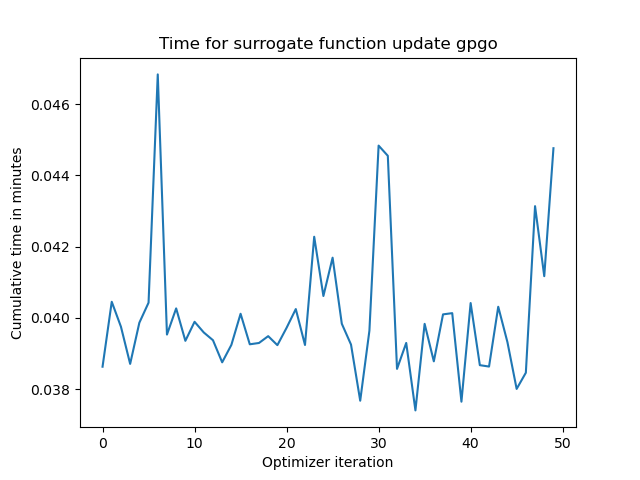 Time for surrogate function update gpgo
Cumulative time in minutes
0.046
0.044
0.042
0.040
0.038
0 10 20 30 40 50
Optimizer iteration